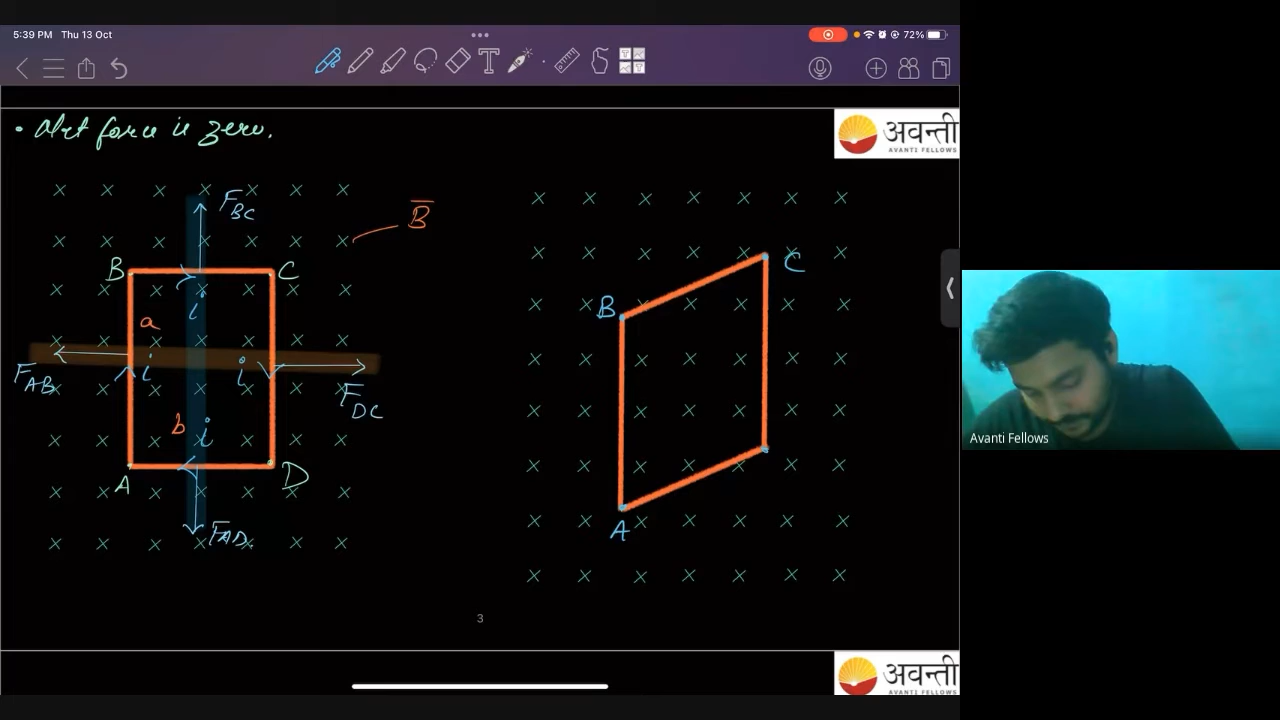 5:39 PM Thu 13 Oct
72%
• Net force is zero.
अवन्ती
AVANTI FELLOWS
F_BC
B̅
B
C
i
a
F_AB
i
i
F_DC
b
i
A
D
F_AD
B
C
A
3
Avanti Fellows
अवन्ती
AVANTI FELLOWS